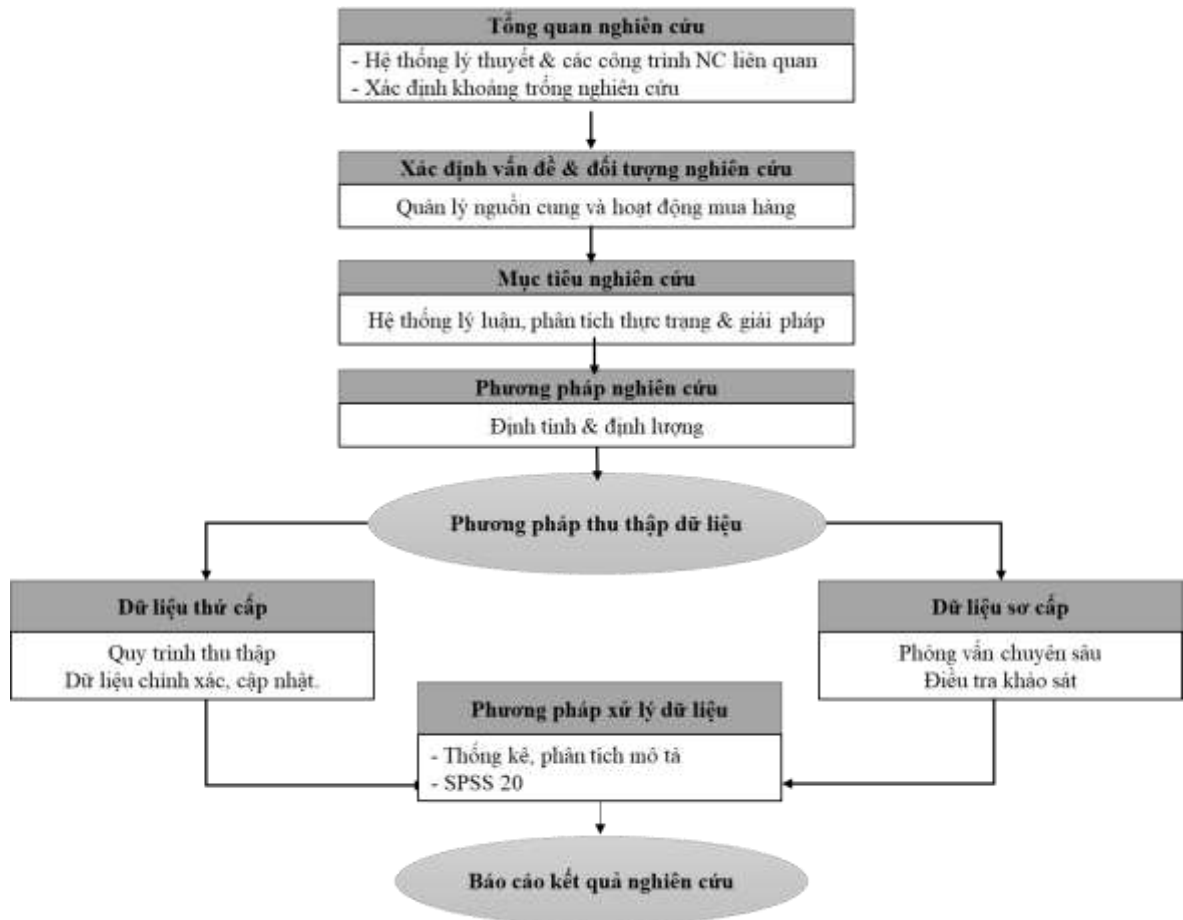 Tổng quan nghiên cứu
- Hệ thống lý thuyết & các công trình NC liên quan
- Xác định khoảng trống nghiên cứu
Xác định vấn đề & đối tượng nghiên cứu
Quản lý nguồn cung và hoạt động mua hàng
Mục tiêu nghiên cứu
Hệ thống lý luận, phân tích thực trạng & giải pháp
Phương pháp nghiên cứu
Định tính & định lượng
Phương pháp thu thập dữ liệu
Dữ liệu thứ cấp
Quy trình thu thập
Dữ liệu chính xác, cập nhật.
Dữ liệu sơ cấp
Phỏng vấn chuyên sâu
Điều tra khảo sát
Phương pháp xử lý dữ liệu
- Thống kê, phân tích mô tả
- SPSS 20
Báo cáo kết quả nghiên cứu